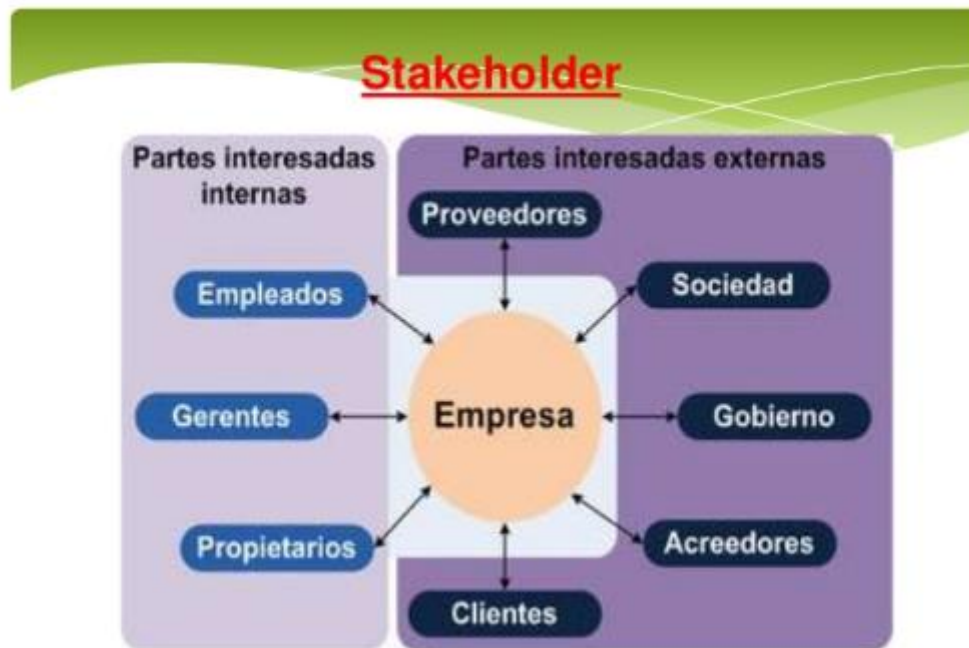 Stakeholder
Partes interesadas
internas
Partes interesadas externas
Proveedores
Empleados
Sociedad
Gerentes
Empresa
Gobierno
Propietarios
Acreedores
Clientes